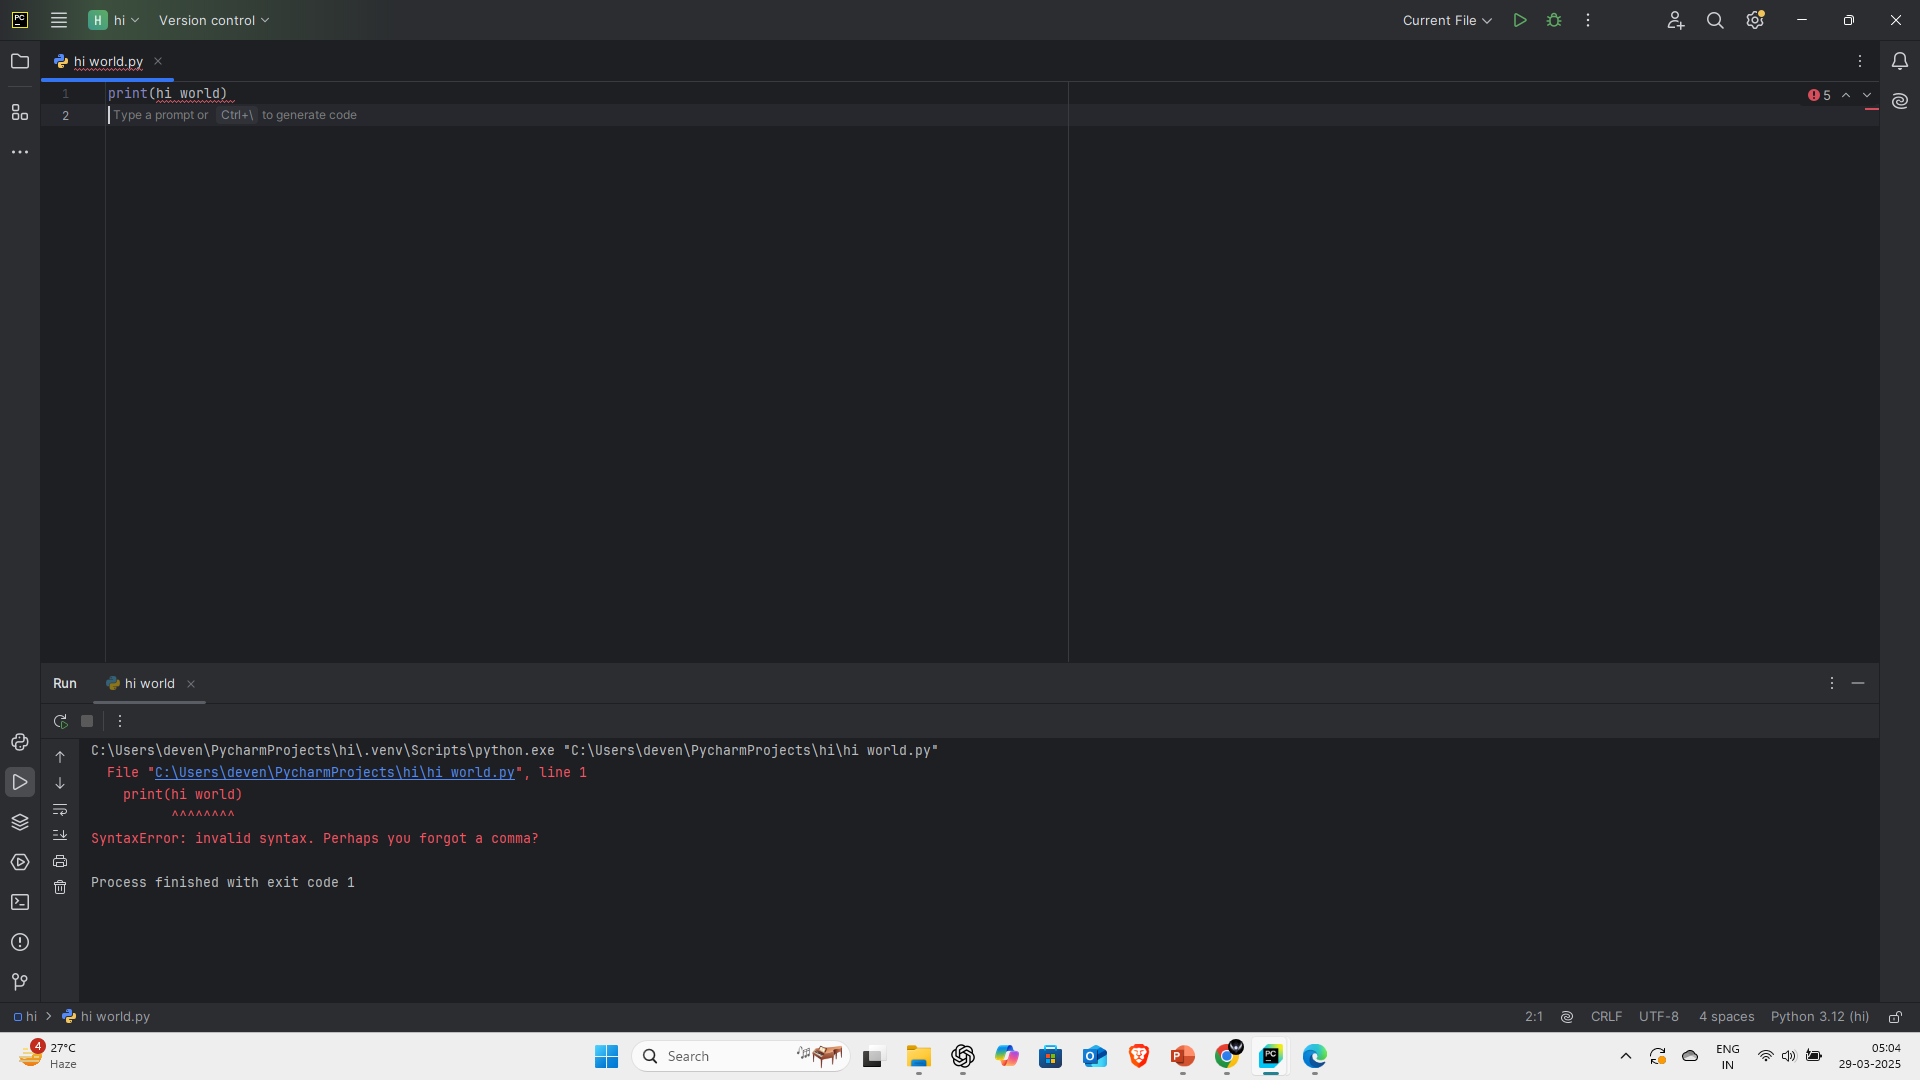 PC H hi Version control Current File
hi world.py
1 print(hi world) 5
2 Type a prompt or Ctrl+\ to generate code
Run hi world
C:\Users\deven\PycharmProjects\hi\.venv\Scripts\python.exe "C:\Users\deven\PycharmProjects\hi\hi world.py"
File "C:\Users\deven\PycharmProjects\hi\hi world.py", line 1
print(hi world)
^^^^^^^^
SyntaxError: invalid syntax. Perhaps you forgot a comma?
Process finished with exit code 1
hi > hi world.py 2:1 CRLF UTF-8 4 spaces Python 3.12 (hi)
4 27°C
Haze
Search
PC
ENG
IN
05:04
29-03-2025